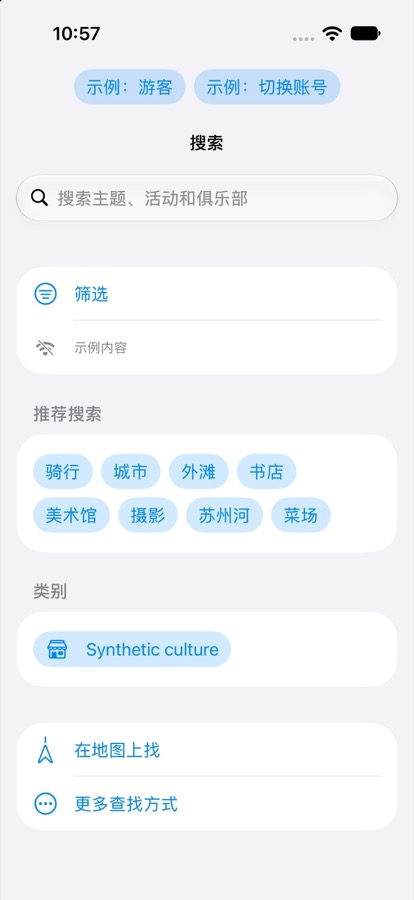 10:57
示例：游客 示例：切换账号
搜索
搜索主题、活动和俱乐部
筛选
示例内容
推荐搜索
骑行 城市 外滩 书店
美术馆 摄影 苏州河 菜场
类别
Synthetic culture
在地图上找
更多查找方式